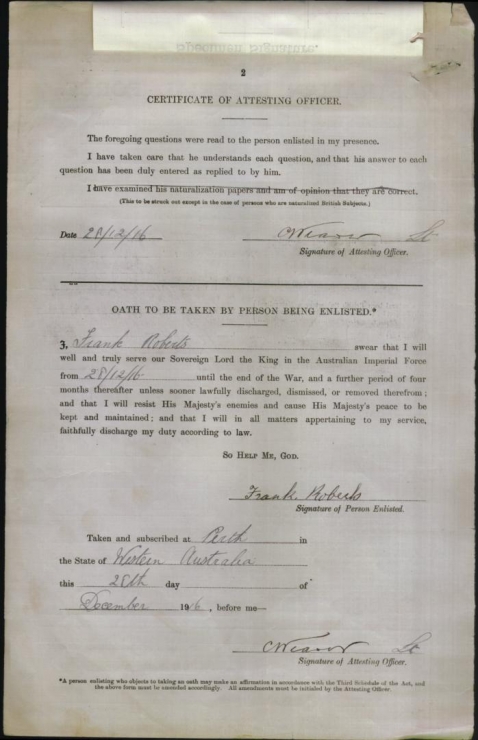 2
CERTIFICATE OF ATTESTING OFFICER.
The foregoing questions were read to the person enlisted in my presence.
I have taken care that he understands each question, and that his answer to each
question has been duly entered as replied to by him.
I have examined his naturalization papers and am of opinion that they are correct.
(This to be struck out except in the case of persons who are naturalized British Subjects.)
Date 28/12/16 Lt
Signature of Attesting Officer.
OATH TO BE TAKEN BY PERSON BEING ENLISTED.*
3, Frank Roberts swear that I will
well and truly serve our Sovereign Lord the King in the Australian Imperial Force
from 28/12/16 until the end of the War, and a further period of four
months thereafter unless sooner lawfully discharged, dismissed, or removed therefrom;
and that I will resist His Majesty's enemies and cause His Majesty's peace to be
kept and maintained; and that I will in all matters appertaining to my service,
faithfully discharge my duty according to law.
SO HELP ME, GOD.
Frank Roberts
Signature of Person Enlisted.
Taken and subscribed at Perth in
the State of Western Australia
this 28th day of
December 1916, before me—
Lt
Signature of Attesting Officer.
*A person enlisting who objects to taking an oath may make an affirmation in accordance with the Third Schedule of the Act, and
the above form must be amended accordingly. All amendments must be initialed by the Attesting Officer.